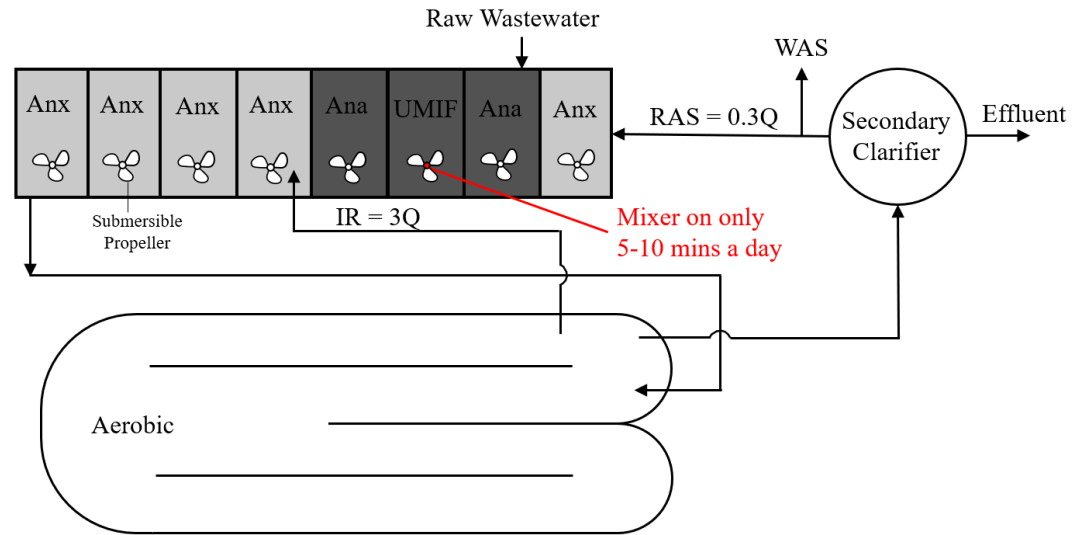 Raw Wastewater
WAS
Anx
Anx
Anx
Anx
Ana
UMIF
Ana
Anx
RAS = 0.3Q
Secondary
Clarifier
Effluent
Submersible
Propeller
IR = 3Q
Mixer on only
5-10 mins a day
Aerobic